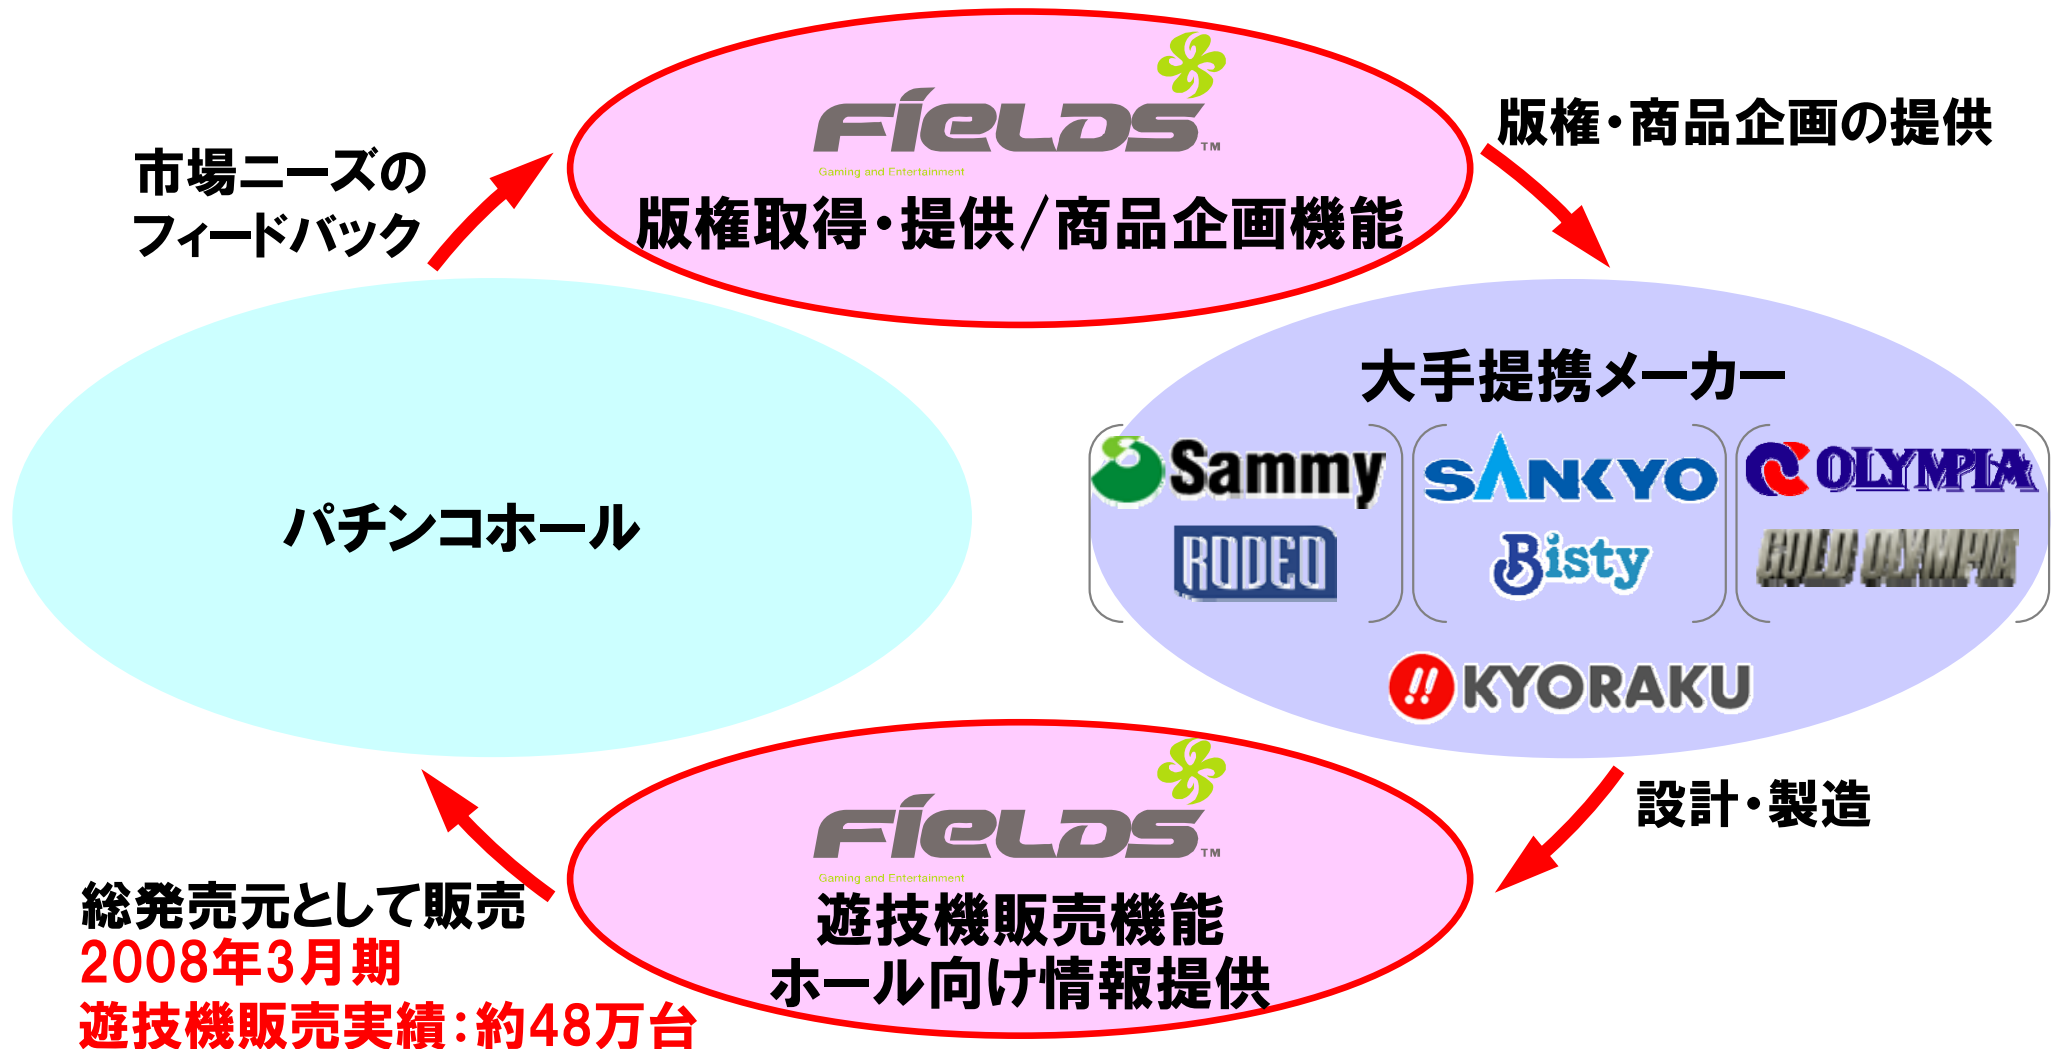 FIELDS™
Gaming and Entertainment
版権取得・提供/商品企画機能
版権・商品企画の提供
市場ニーズの
フィードバック
大手提携メーカー
Sammy
SANKYO
OLYMPIA
RODEO
Bisty
GOLD OLYMPIA
KYORAKU
パチンコホール
設計・製造
FIELDS™
Gaming and Entertainment
遊技機販売機能
ホール向け情報提供
総発売元として販売
2008年3月期
遊技機販売実績：約48万台